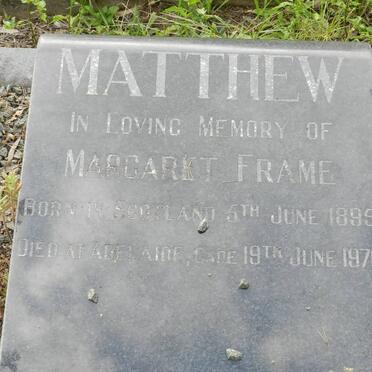 MATTHEW
IN LOVING MEMORY OF
MARGARET FRAME
BORN IN SCOTLAND 5TH JUNE 1895
DIED AT ADELAIDE, CAPE 19TH JUNE 197